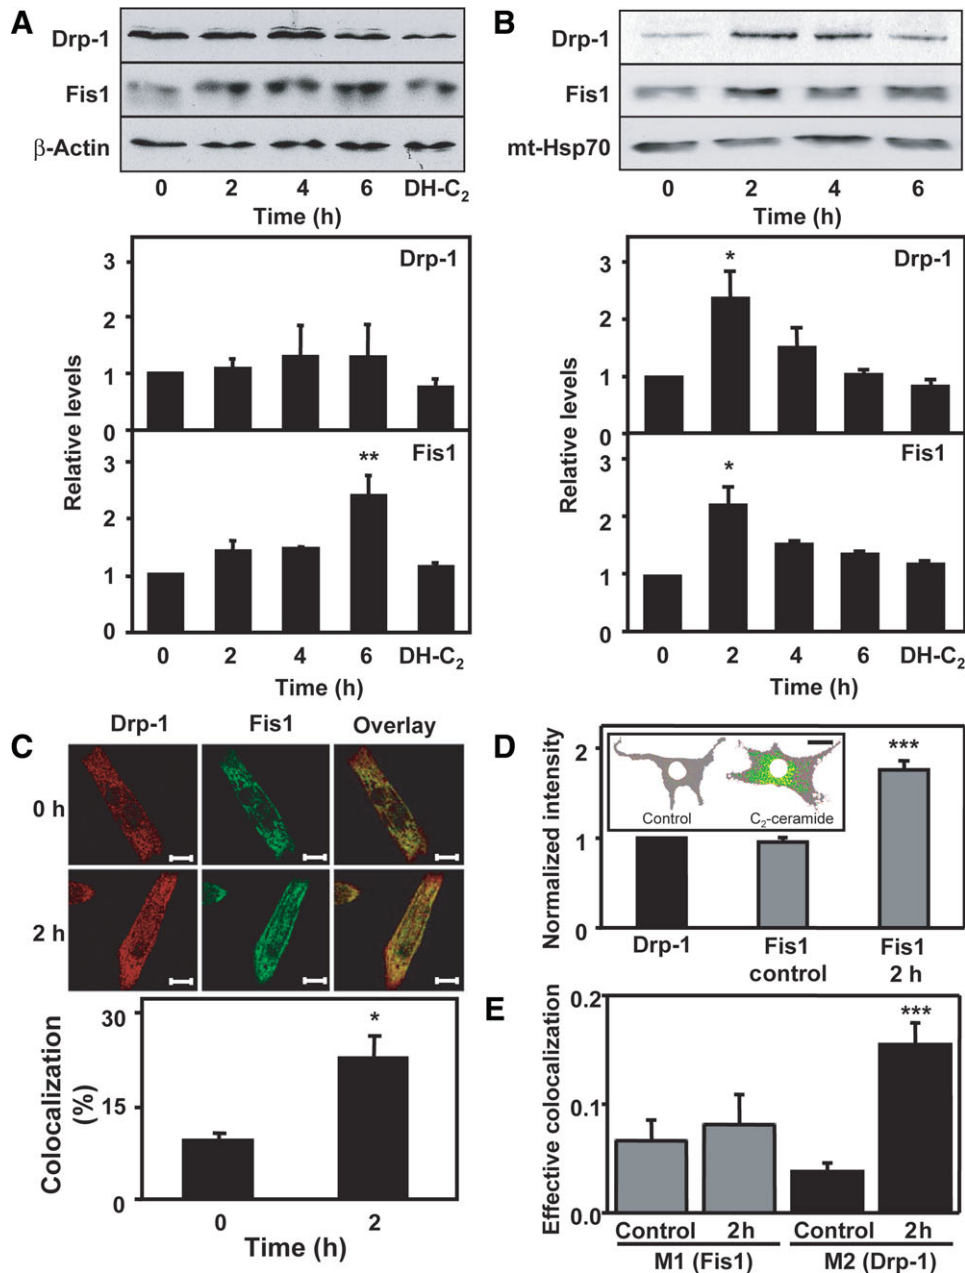 A
Drp-1
Fis1
β-Actin
0 2 4 6 DH-C₂
Time (h)
3
2
1
0
Drp-1
3
2
1
0
Fis1
**
Relative levels
0 2 4 6 DH-C₂
Time (h)
B
Drp-1
Fis1
mt-Hsp70
0 2 4 6
Time (h)
3
2
1
0
Drp-1
*
3
2
1
0
Fis1
*
Relative levels
0 2 4 6 DH-C₂
Time (h)
C
Drp-1 Fis1 Overlay
0 h
2 h
30
15
0
*
Colocalization
(%)
0 2
Time (h)
D
Normalized intensity
2
1
0
Control
C₂-ceramide
***
Drp-1 Fis1 Fis1
control 2 h
E
Effective colocalization
0.2
0.1
0.0
***
Control 2h Control 2h
M1 (Fis1) M2 (Drp-1)